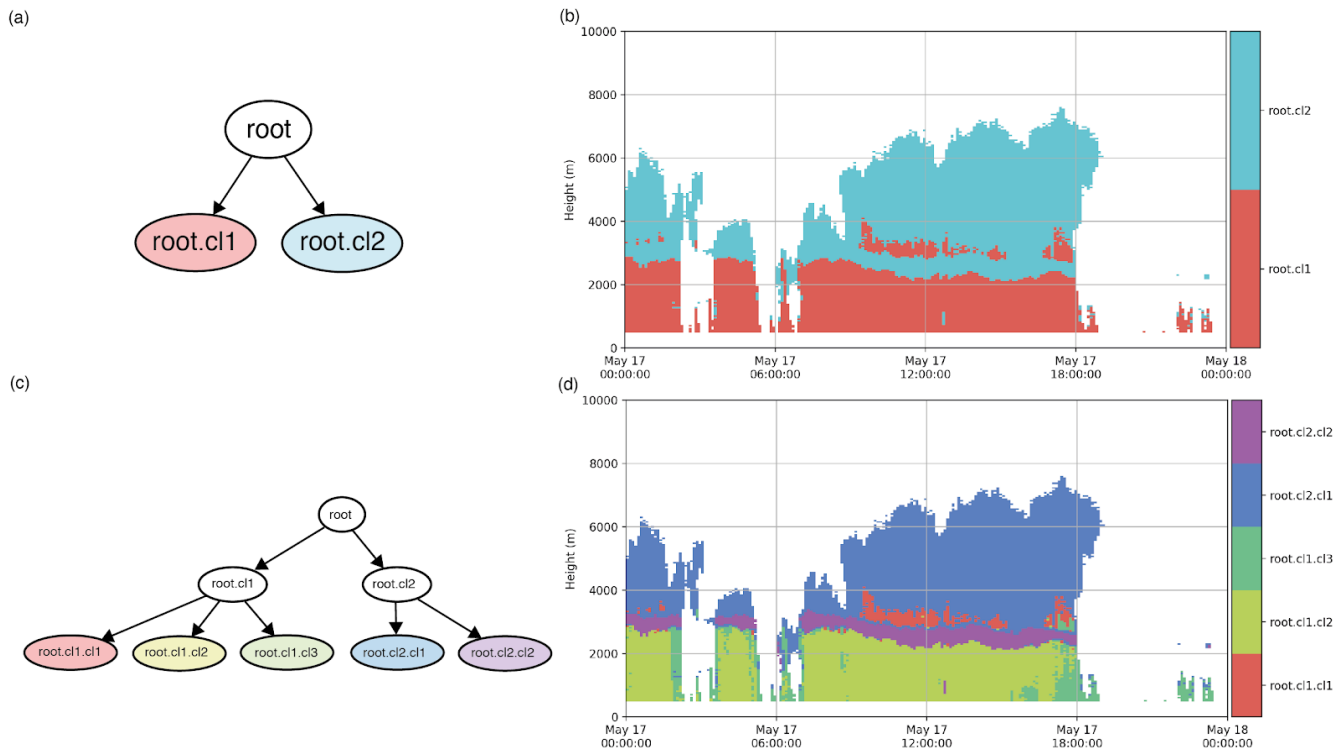 (a)
root
root.cl1
root.cl2
(b)
10000
8000
6000
4000
2000
0
Height (m)
May 17
00:00:00
May 17
06:00:00
May 17
12:00:00
May 17
18:00:00
May 18
00:00:00
root.cl2
root.cl1
(c)
root
root.cl1
root.cl2
root.cl1.cl1
root.cl1.cl2
root.cl1.cl3
root.cl2.cl1
root.cl2.cl2
(d)
10000
8000
6000
4000
2000
0
Height (m)
May 17
00:00:00
May 17
06:00:00
May 17
12:00:00
May 17
18:00:00
May 18
00:00:00
root.cl2.cl2
root.cl2.cl1
root.cl1.cl3
root.cl1.cl2
root.cl1.cl1